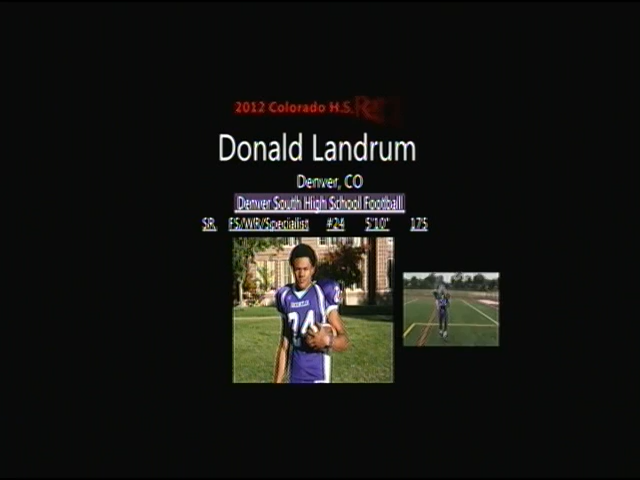 2012 Colorado H.S.
Donald Landrum
Denver, CO
Denver South High School Football
SR. FS/WR/Specialist #24 5'10" 175
24